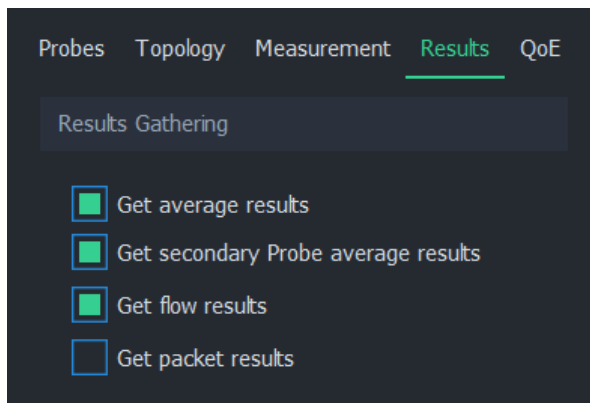 Probes Topology Measurement Results QoE
Results Gathering
Get average results
Get secondary Probe average results
Get flow results
Get packet results